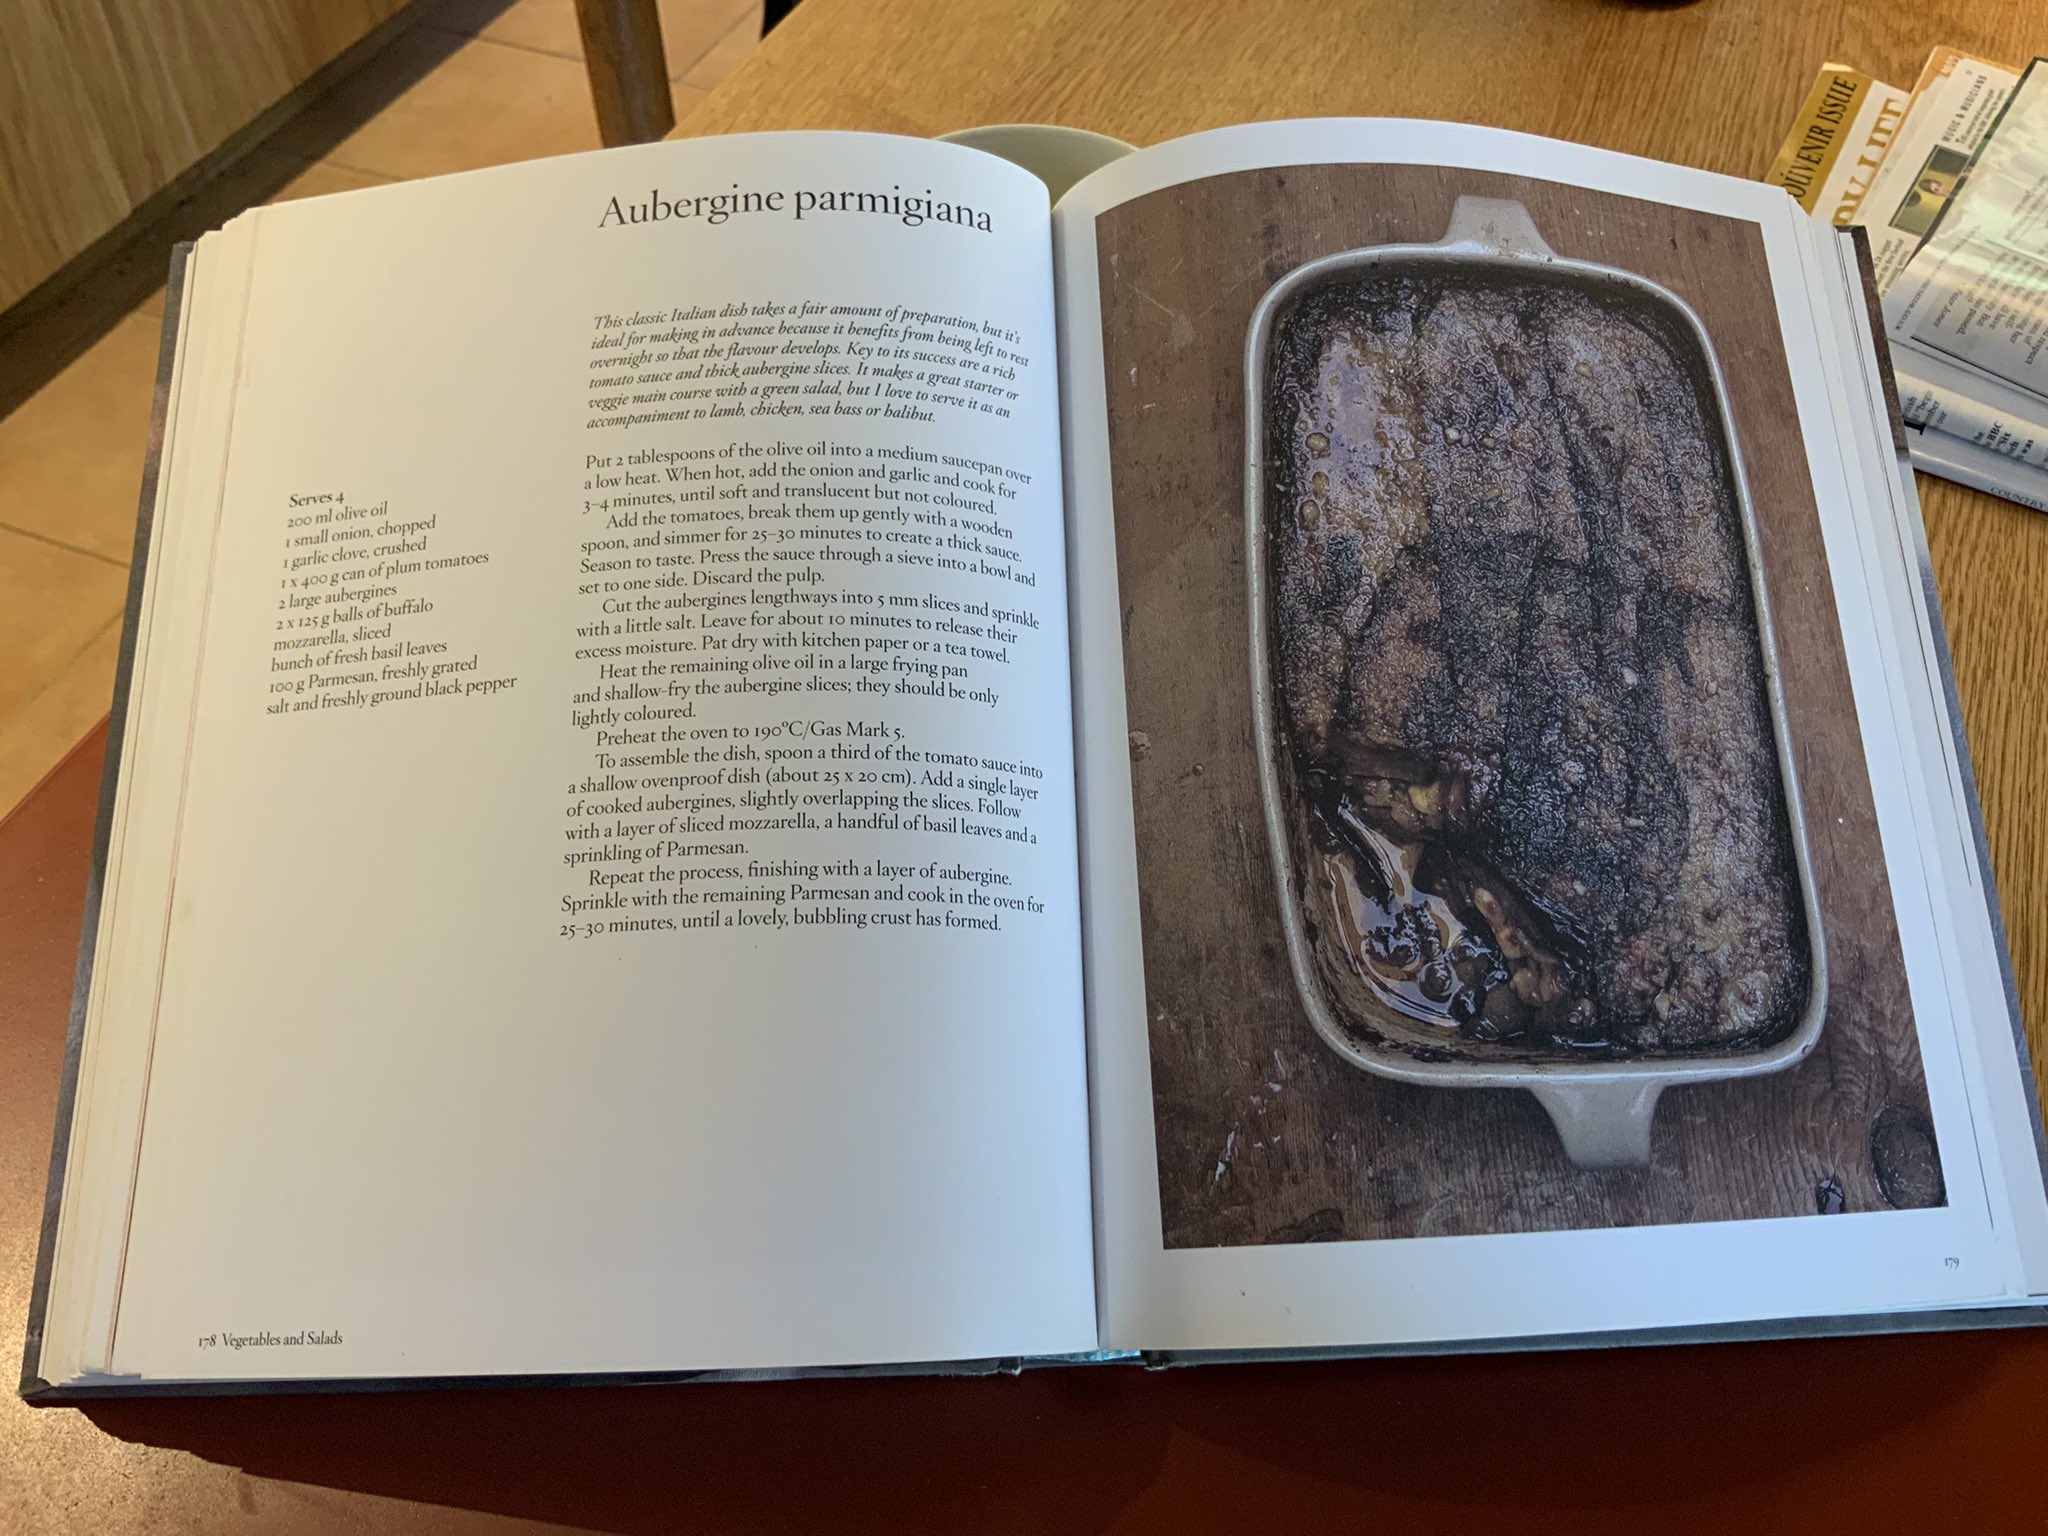 Aubergine parmigiana
This classic Italian dish takes a fair amount of preparation, but it's
ideal for making in advance because it benefits from being left to rest
overnight so that the flavour develops. Key to its success are a rich
tomato sauce and thick aubergine slices. It makes a great starter or
veggie main course with a green salad, but I love to serve it as an
accompaniment to lamb, chicken, sea bass or halibut.
Serves 4
200 ml olive oil
1 small onion, chopped
1 garlic clove, crushed
1 x 400 g can of plum tomatoes
2 large aubergines
2 x 125 g balls of buffalo
mozzarella, sliced
bunch of fresh basil leaves
100 g Parmesan, freshly grated
salt and freshly ground black pepper
Put 2 tablespoons of the olive oil into a medium saucepan over
a low heat. When hot, add the onion and garlic and cook for
3–4 minutes, until soft and translucent but not coloured.
Add the tomatoes, break them up gently with a wooden
spoon, and simmer for 25–30 minutes to create a thick sauce.
Season to taste. Press the sauce through a sieve into a bowl and
set to one side. Discard the pulp.
Cut the aubergines lengthways into 5 mm slices and sprinkle
with a little salt. Leave for about 10 minutes to release their
excess moisture. Pat dry with kitchen paper or a tea towel.
Heat the remaining olive oil in a large frying pan
and shallow-fry the aubergine slices; they should be only
lightly coloured.
Preheat the oven to 190°C/Gas Mark 5.
To assemble the dish, spoon a third of the tomato sauce into
a shallow ovenproof dish (about 25 x 20 cm). Add a single layer
of cooked aubergines, slightly overlapping the slices. Follow
with a layer of sliced mozzarella, a handful of basil leaves and a
sprinkling of Parmesan.
Repeat the process, finishing with a layer of aubergine.
Sprinkle with the remaining Parmesan and cook in the oven for
25–30 minutes, until a lovely, bubbling crust has formed.
178 Vegetables and Salads
179
ISSUE
MUSIC & MUSICIANS
BBC
COUNTRY